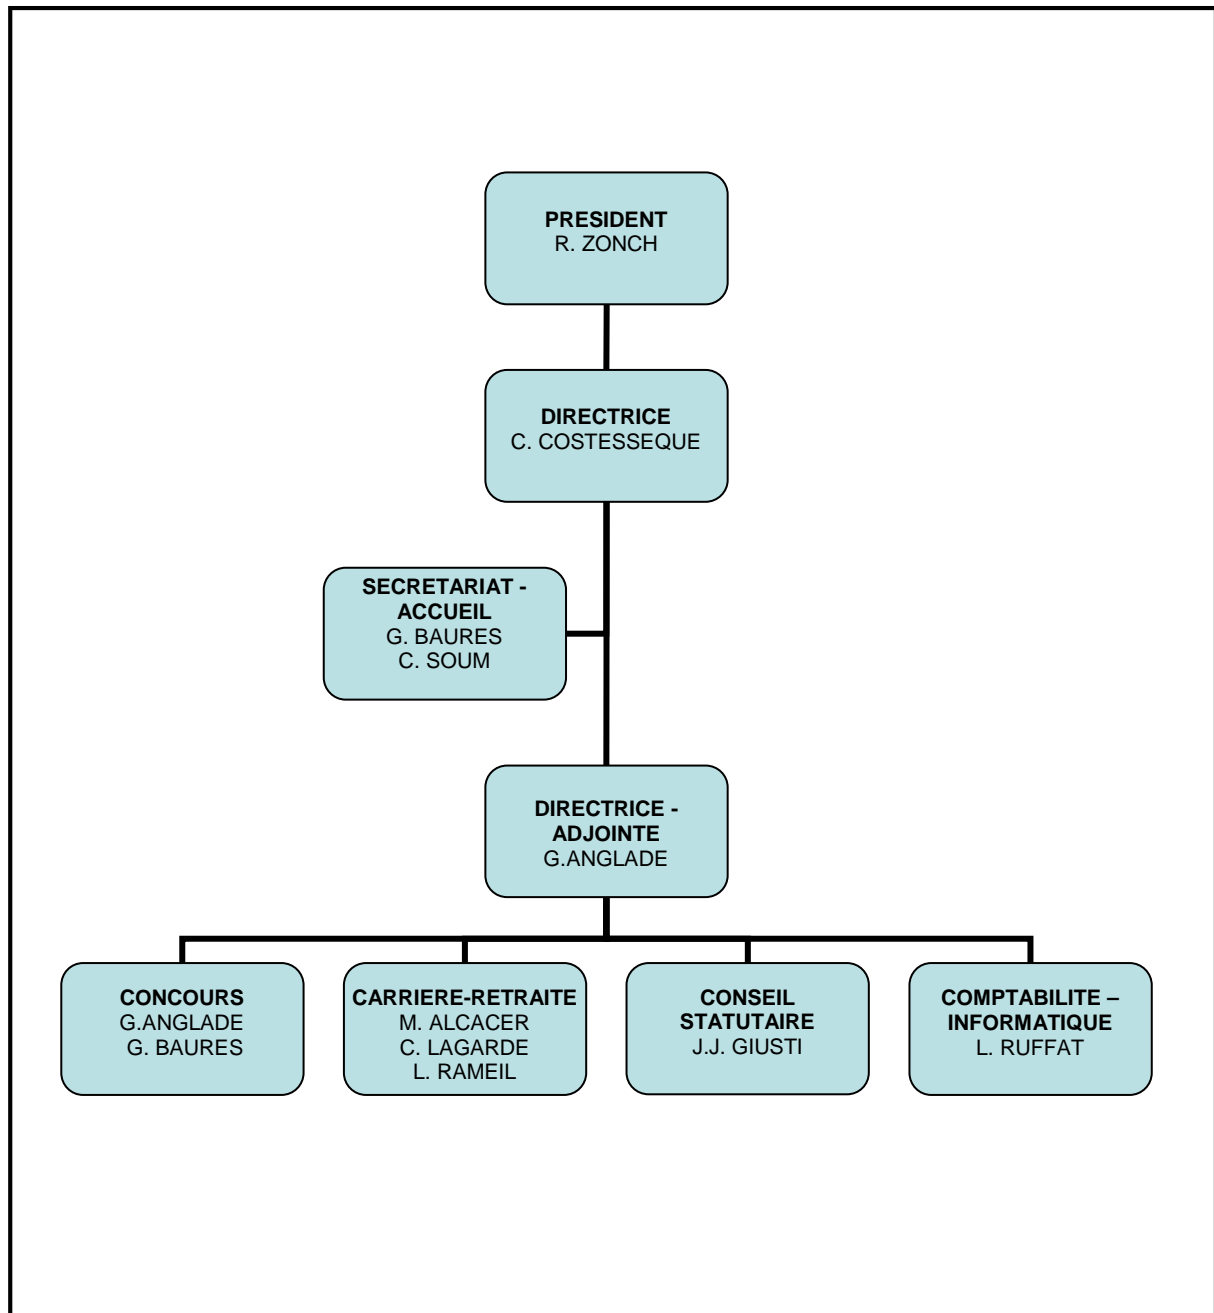 PRESIDENT
R. ZONCH
DIRECTRICE
C. COSTESSEQUE
SECRETARIAT -
ACCUEIL
G. BAURES
C. SOUM
DIRECTRICE -
ADJOINTE
G.ANGLADE
CONCOURS
G.ANGLADE
G. BAURES
CARRIERE-RETRAITE
M. ALCACER
C. LAGARDE
L. RAMEIL
CONSEIL
STATUTAIRE
J.J. GIUSTI
COMPTABILITE –
INFORMATIQUE
L. RUFFAT